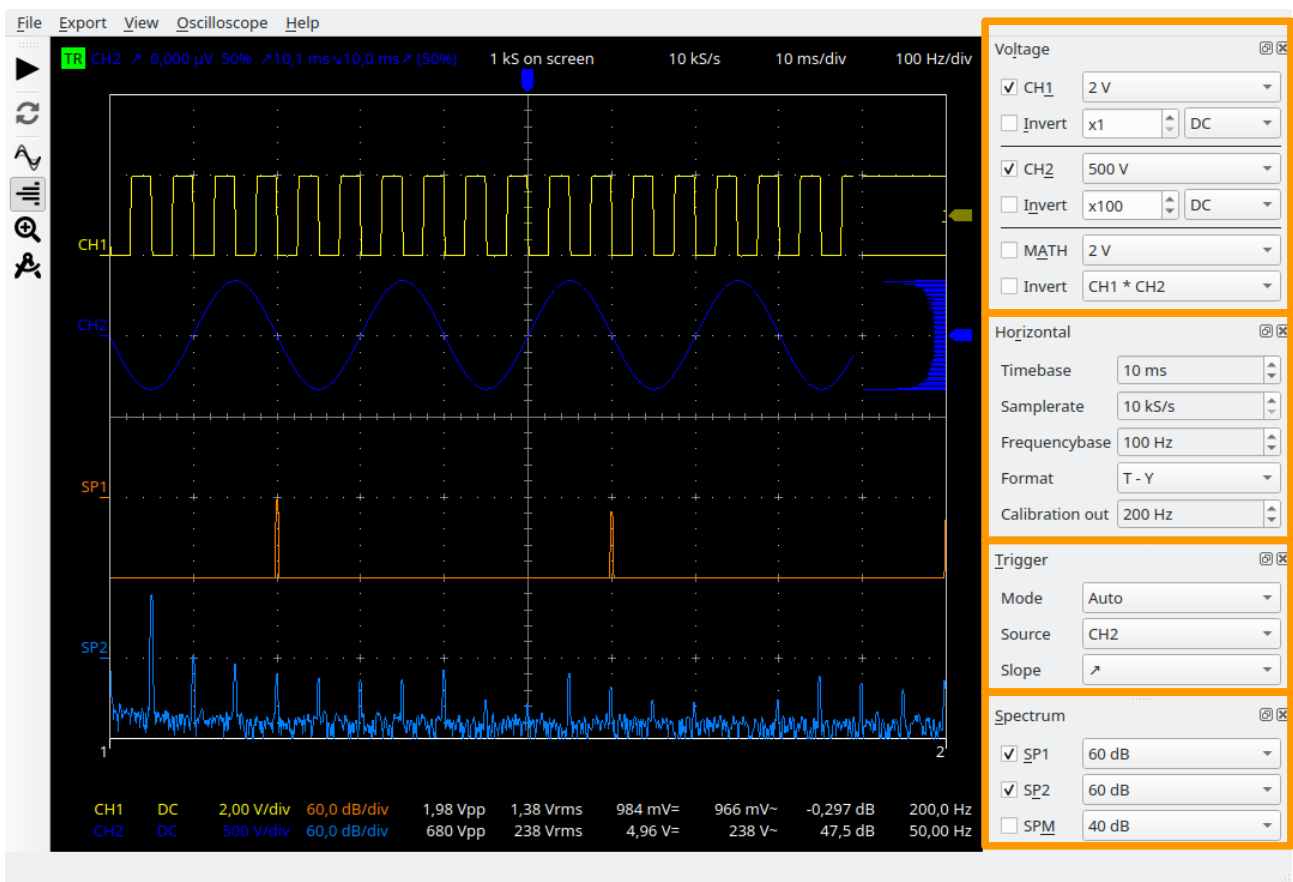 File Export View Oscilloscope Help
TR CH2 ↗ 0,000 µV 50% ↗10,1 ms↘10,0 ms↗ (50%) 1 kS on screen 10 kS/s 10 ms/div 100 Hz/div
CH1
CH2
SP1
SP2
1 2
CH1 DC 2,00 V/div 60,0 dB/div 1,98 Vpp 1,38 Vrms 984 mV= 966 mV~ -0,297 dB 200,0 Hz
CH2 DC 500 V/div 60,0 dB/div 680 Vpp 238 Vrms 4,96 V= 238 V~ 47,5 dB 50,00 Hz
Voltage
CH1 2 V
Invert x1 DC
CH2 500 V
Invert x100 DC
MATH 2 V
Invert CH1 * CH2
Horizontal
Timebase 10 ms
Samplerate 10 kS/s
Frequencybase 100 Hz
Format T - Y
Calibration out 200 Hz
Trigger
Mode Auto
Source CH2
Slope ↗
Spectrum
SP1 60 dB
SP2 60 dB
SPM 40 dB